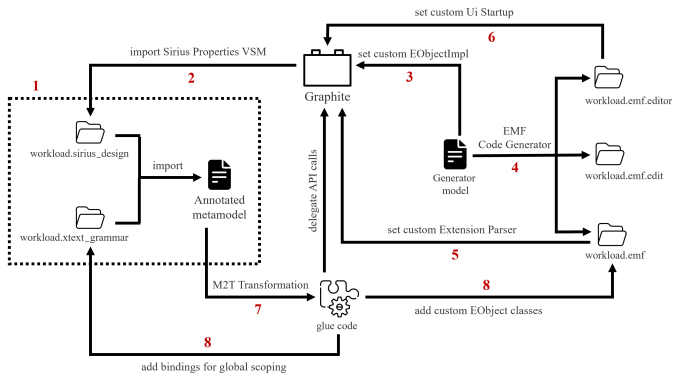 set custom Ui Startup
6
import Sirius Properties VSM
2
set custom EObjectImpl
3
1
Graphite
workload.emf.editor
workload.sirius_design
import
EMF
Code Generator
4
Generator
model
workload.emf.edit
Annotated
metamodel
delegate API calls
workload.xtext_grammar
set custom Extension Parser
5
workload.emf
M2T Transformation
7
8
add custom EObject classes
glue code
8
add bindings for global scoping